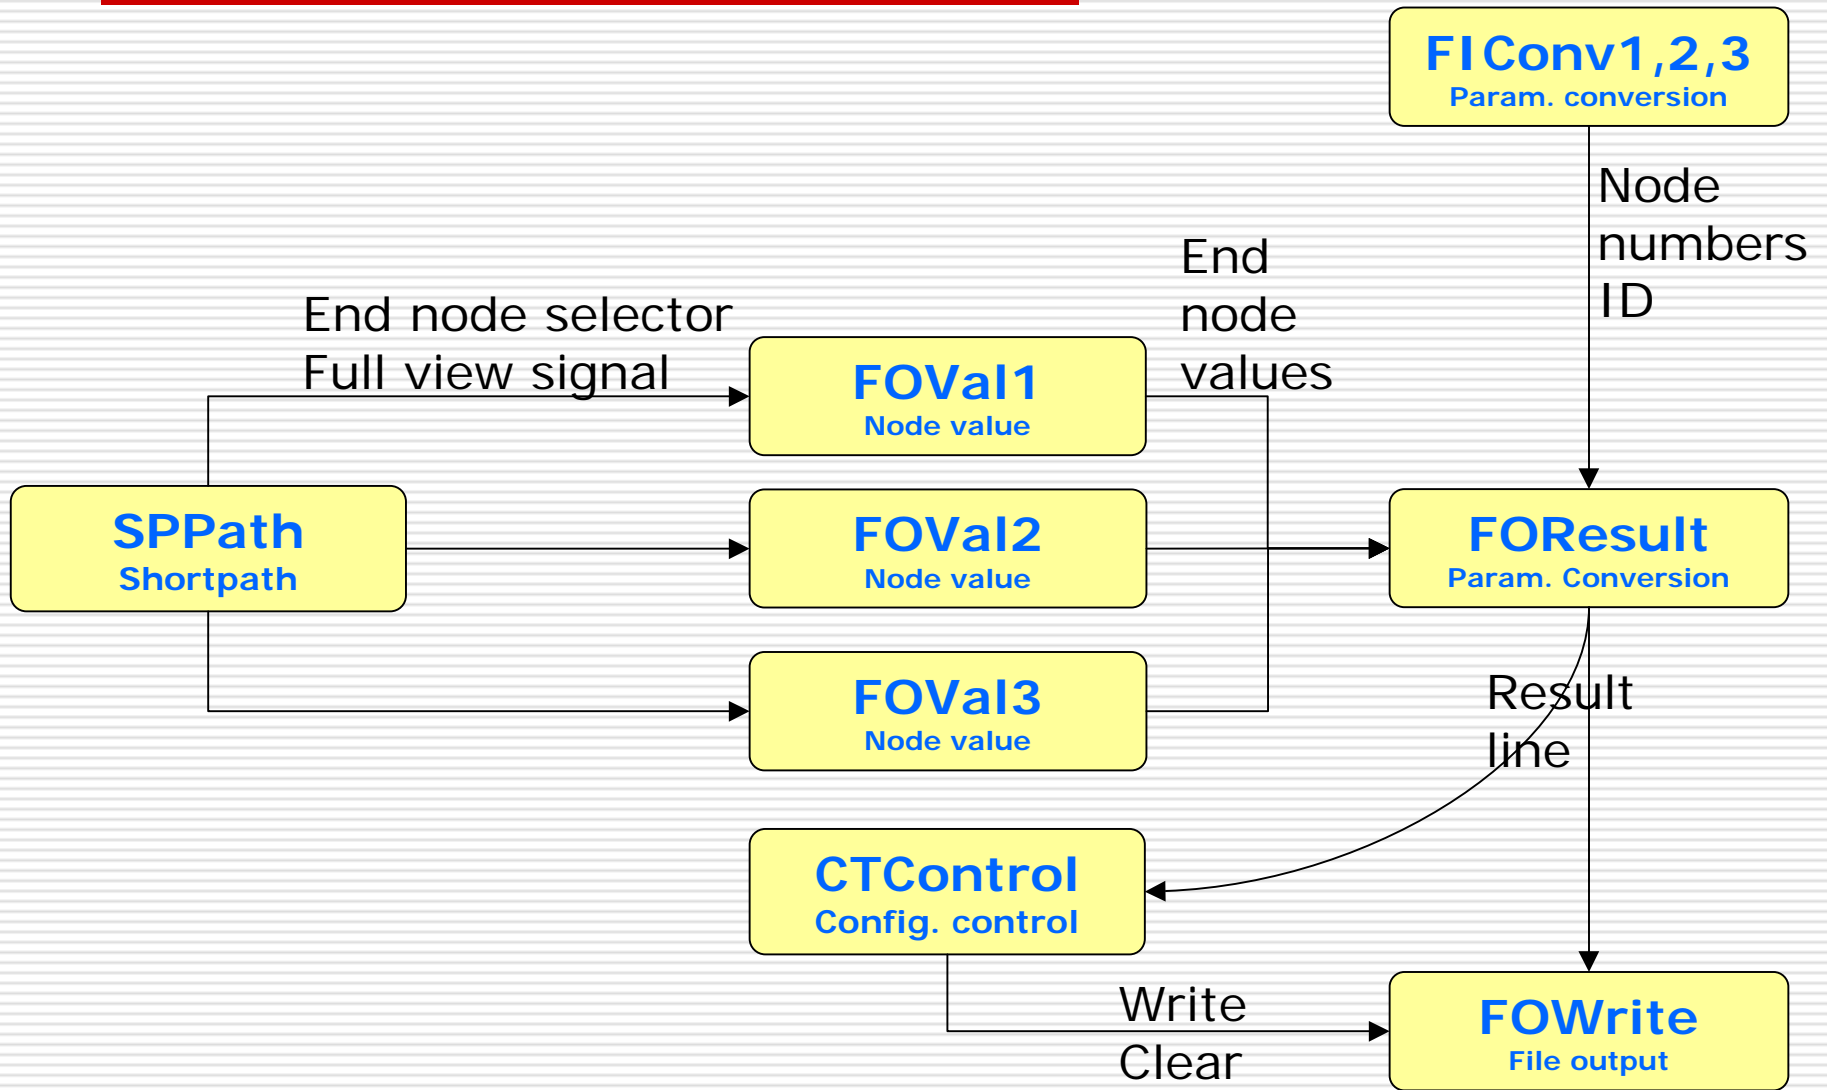 FIConv1,2,3
Param. conversion
Node
numbers
ID
End
node
values
End node selector
Full view signal
FOVal1
Node value
SPPath
Shortpath
FOVal2
Node value
FOResult
Param. Conversion
FOVal3
Node value
Result
line
CTControl
Config. control
Write
Clear
FOWrite
File output